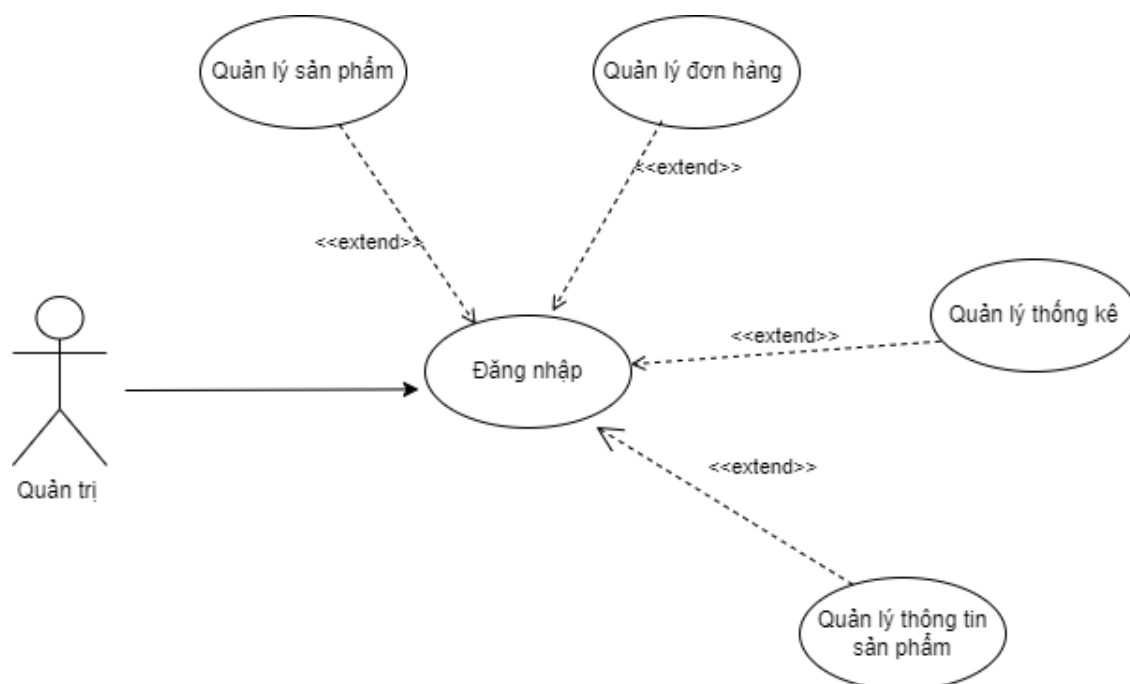 Quản lý sản phẩm
Quản lý đơn hàng
<<extend>>
<<extend>>
Quản lý thống kê
<<extend>>
Đăng nhập
<<extend>>
Quản trị
Quản lý thông tin
sản phẩm